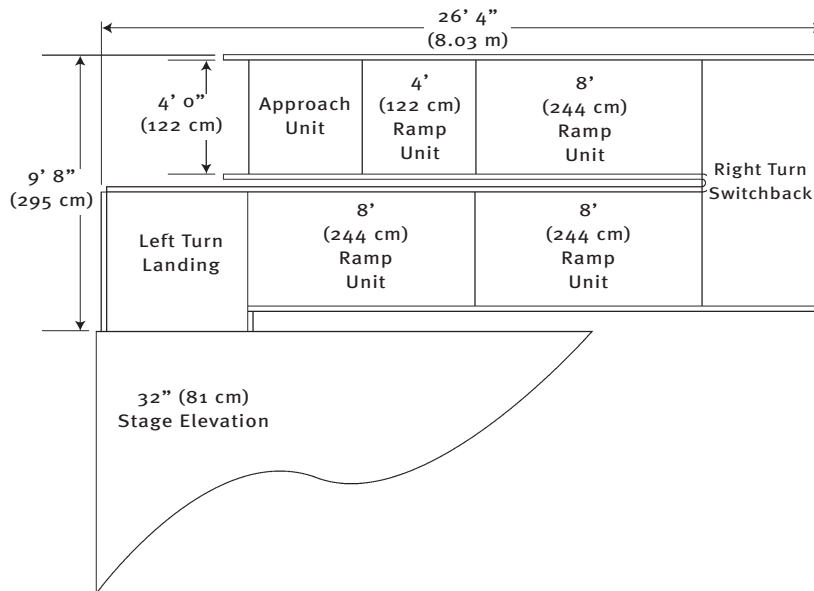 26’ 4”
(8.03 m)
4’ 0”
(122 cm)
9’ 8”
(295 cm)
Approach
Unit
4’
(122 cm)
Ramp
Unit
8’
(244 cm)
Ramp
Unit
Right Turn
Switchback
Left Turn
Landing
8’
(244 cm)
Ramp
Unit
8’
(244 cm)
Ramp
Unit
32” (81 cm)
Stage Elevation